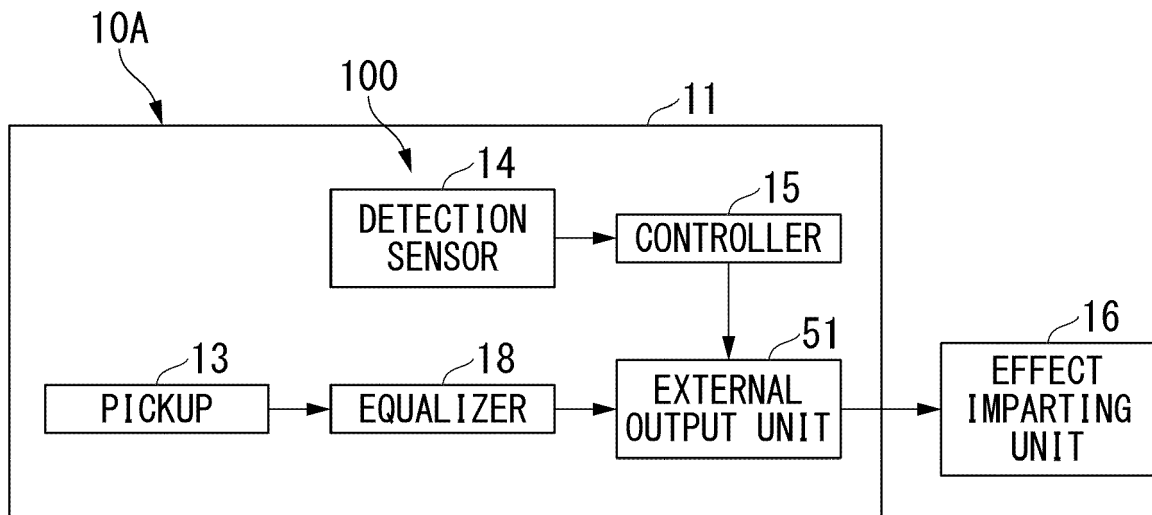 10A
100
11
14
DETECTION
SENSOR
15
CONTROLLER
13
PICKUP
18
EQUALIZER
51
EXTERNAL
OUTPUT UNIT
16
EFFECT
IMPARTING
UNIT